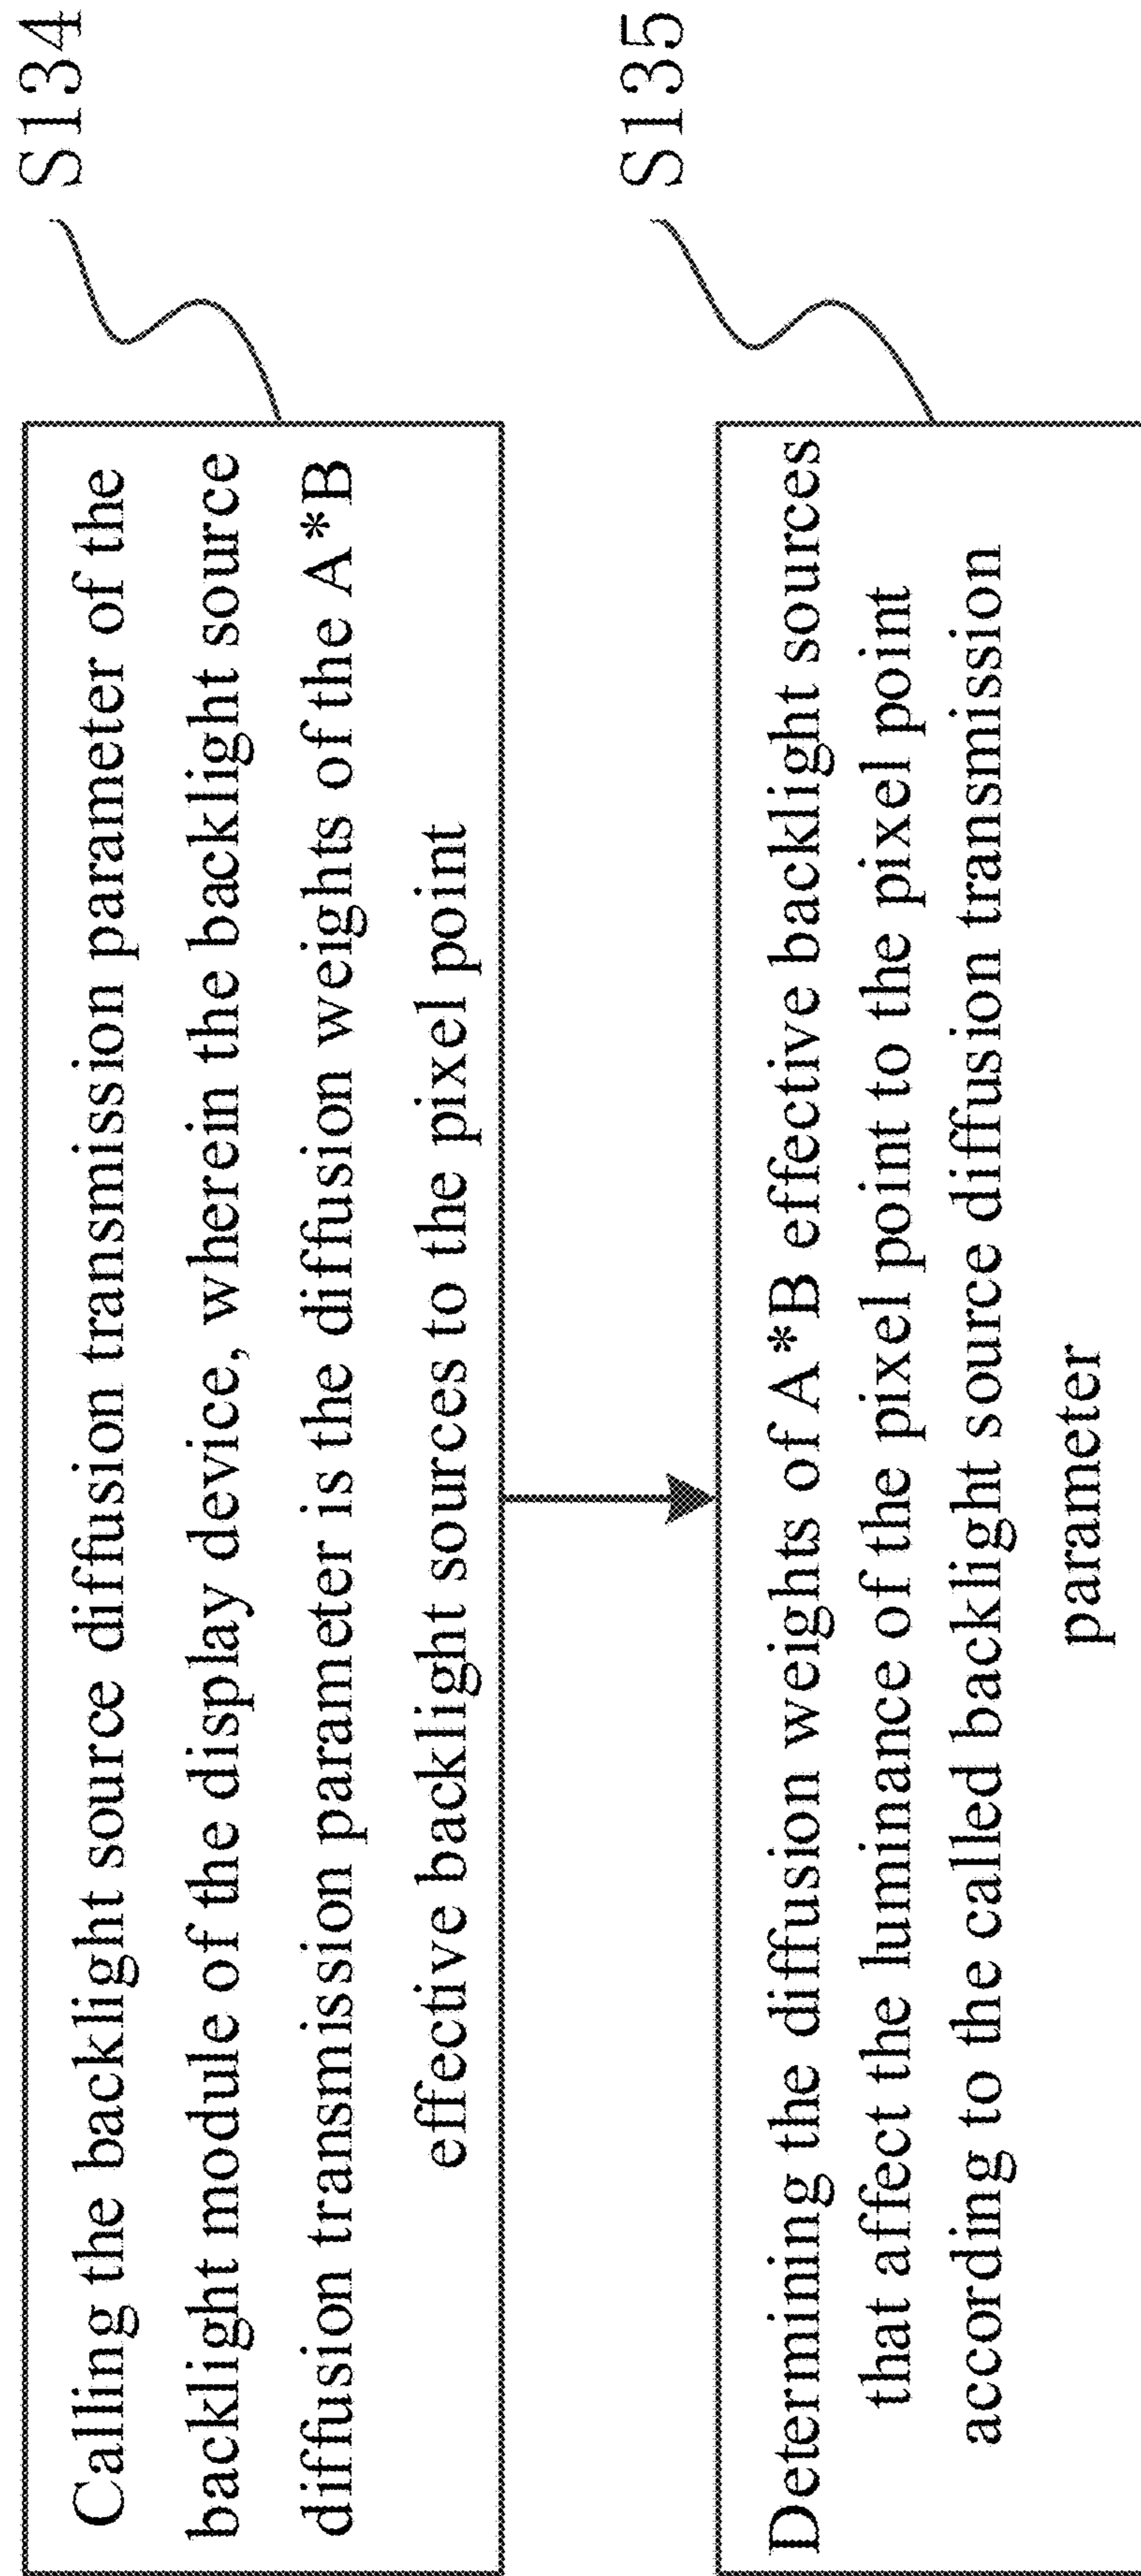 Calling the backlight source diffusion transmission parameter of the
backlight module of the display device, wherein the backlight source
diffusion transmission parameter is the diffusion weights of the A*B
effective backlight sources to the pixel point
S134
Determining the diffusion weights of A*B effective backlight sources
that affect the luminance of the pixel point to the pixel point
according to the called backlight source diffusion transmission
parameter
S135